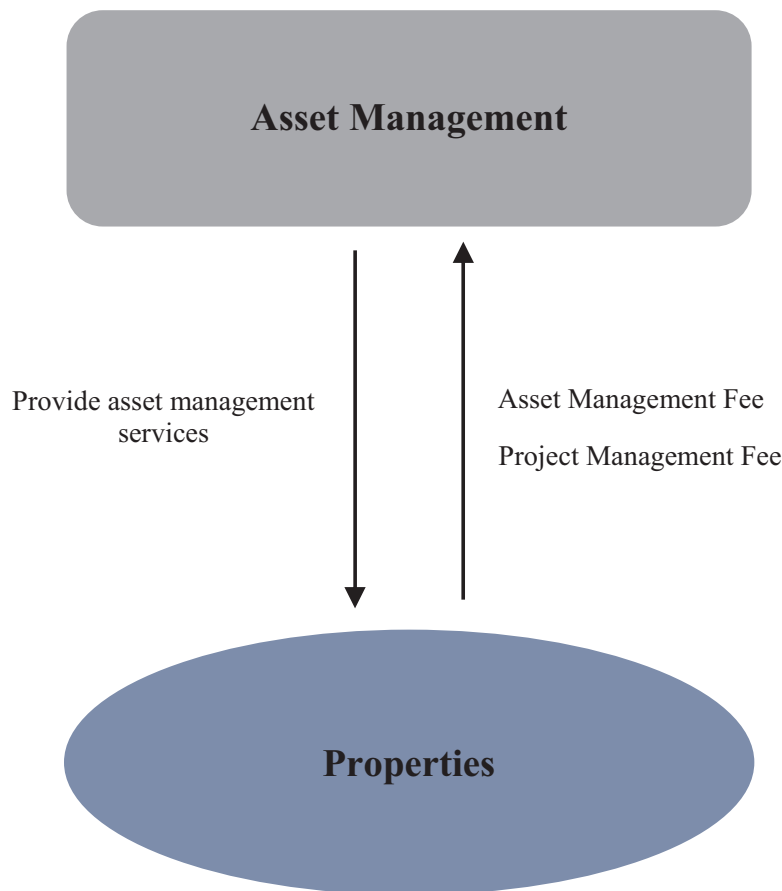 Asset Management
Provide asset management
services
Asset Management Fee
Project Management Fee
Properties